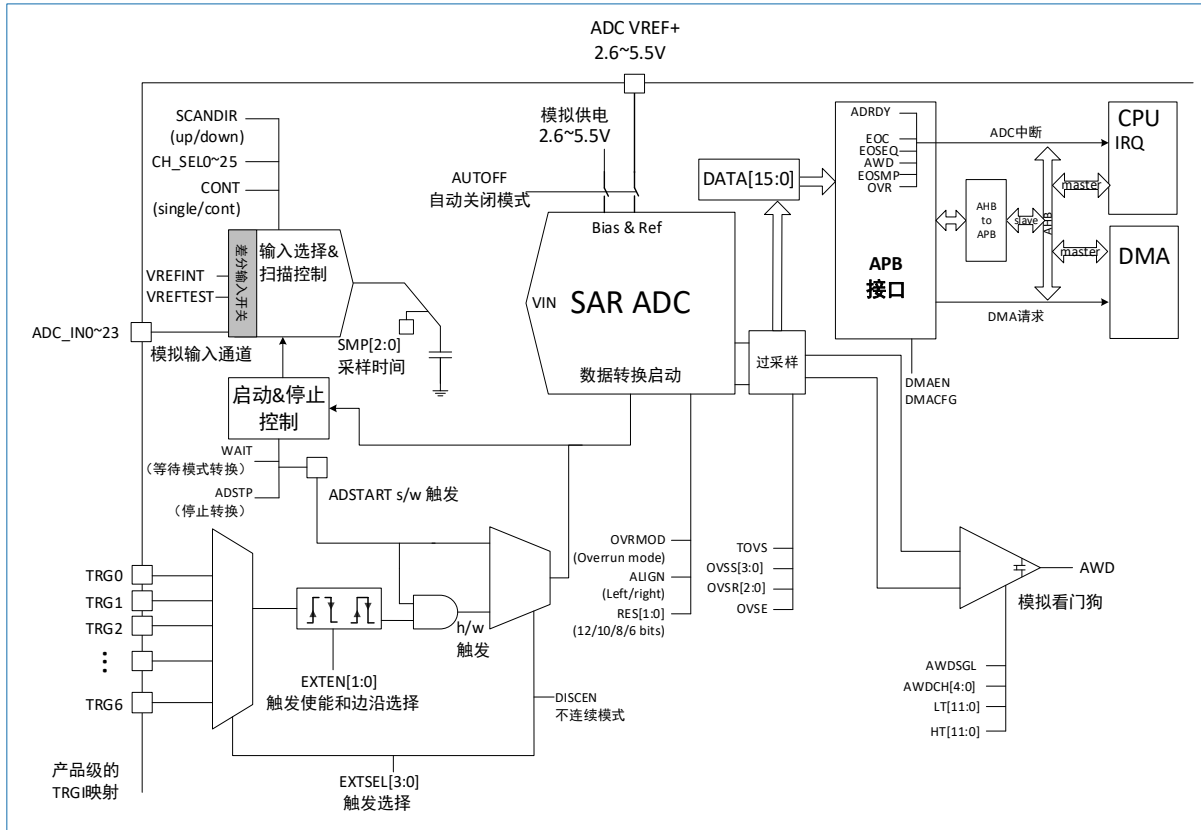 ADC VREF+
2.6~5.5V
SCANDIR
(up/down)
CH_SEL0~25
CONT
(single/cont)
模拟供电
2.6~5.5V
AUTOFF
自动关闭模式
DATA[15:0]
ADRDY
EOC
EOSEQ
AWD
EOSMP
OVR
ADC中断
CPU
IRQ
master
AHB
to
APB
slave
AHB
master
DMA
APB
接口
DMA请求
DMAEN
DMACFG
Bias & Ref
VIN
SAR ADC
数据转换启动
过采样
差分输入开关
输入选择&
扫描控制
VREFINT
VREFTEST
ADC_IN0~23
模拟输入通道
SMP[2:0]
采样时间
启动&停止
控制
WAIT
（等待模式转换）
ADSTP
（停止转换）
ADSTART s/w 触发
TRG0
TRG1
TRG2
⋮
TRG6
h/w
触发
EXTEN[1:0]
触发使能和边沿选择
DISCEN
不连续模式
EXTSEL[3:0]
触发选择
产品级的
TRGI映射
OVRMOD
(Overrun mode)
ALIGN
(Left/right)
RES[1:0]
(12/10/8/6 bits)
TOVS
OVSS[3:0]
OVSR[2:0]
OVSE
AWD
模拟看门狗
AWDSGL
AWDCH[4:0]
LT[11:0]
HT[11:0]